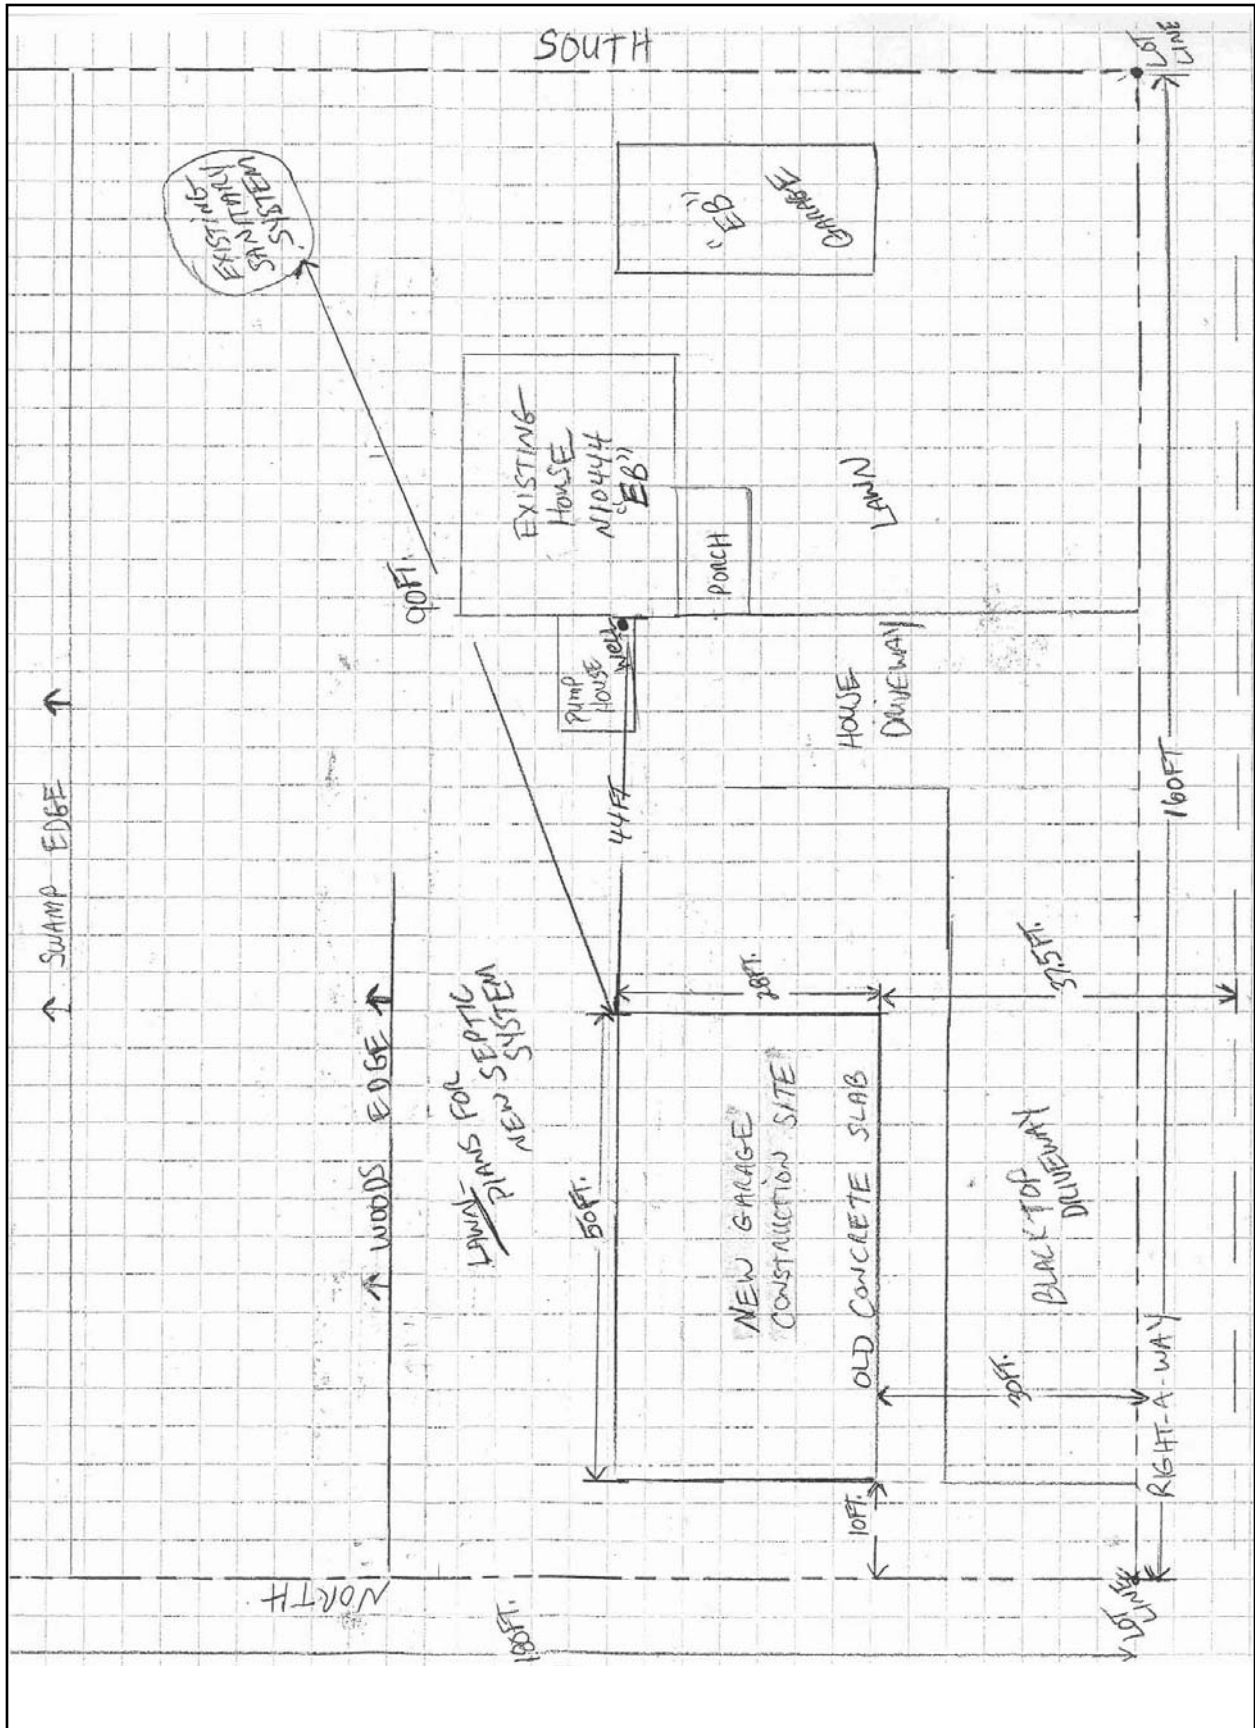 SOUTH
LOT
LINE
EXISTING
SANITARY
SYSTEM
"EB"
GARAGE
EXISTING
HOUSE
N10444
"EB"
PORCH
LAWN
90FT.
PUMP
HOUSE
WELL
HOUSE
DRIVEWAY
SWAMP EDGE
44FT
160FT
WOODS EDGE
LAWN-
PLANS FOR
NEW SEPTIC
SYSTEM
50FT.
28FT.
37.5FT.
NEW GARAGE
CONSTRUCTION SITE
OLD CONCRETE SLAB
BLACKTOP
DRIVEWAY
30FT.
10FT.
RIGHT-A-WAY
NORTH
LOT
LINE